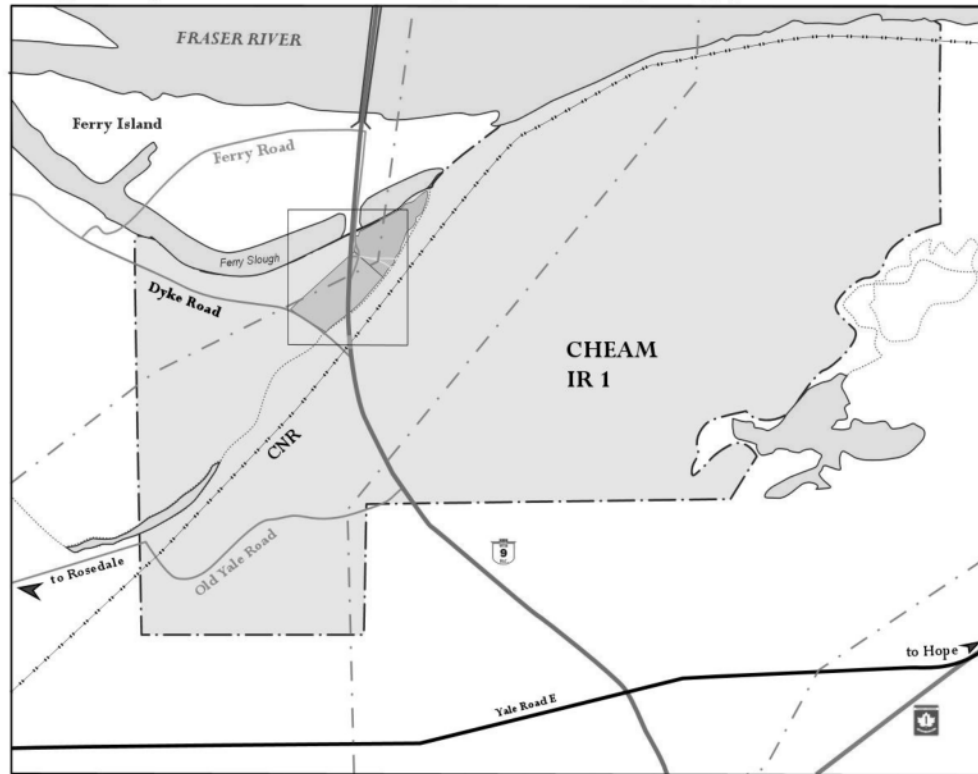 FRASER RIVER
Ferry Island
Ferry Road
Ferry Slough
Dyke Road
CHEAM
IR 1
CNR
9
to Rosedale
Old Yale Road
to Hope
Yale Road E
1